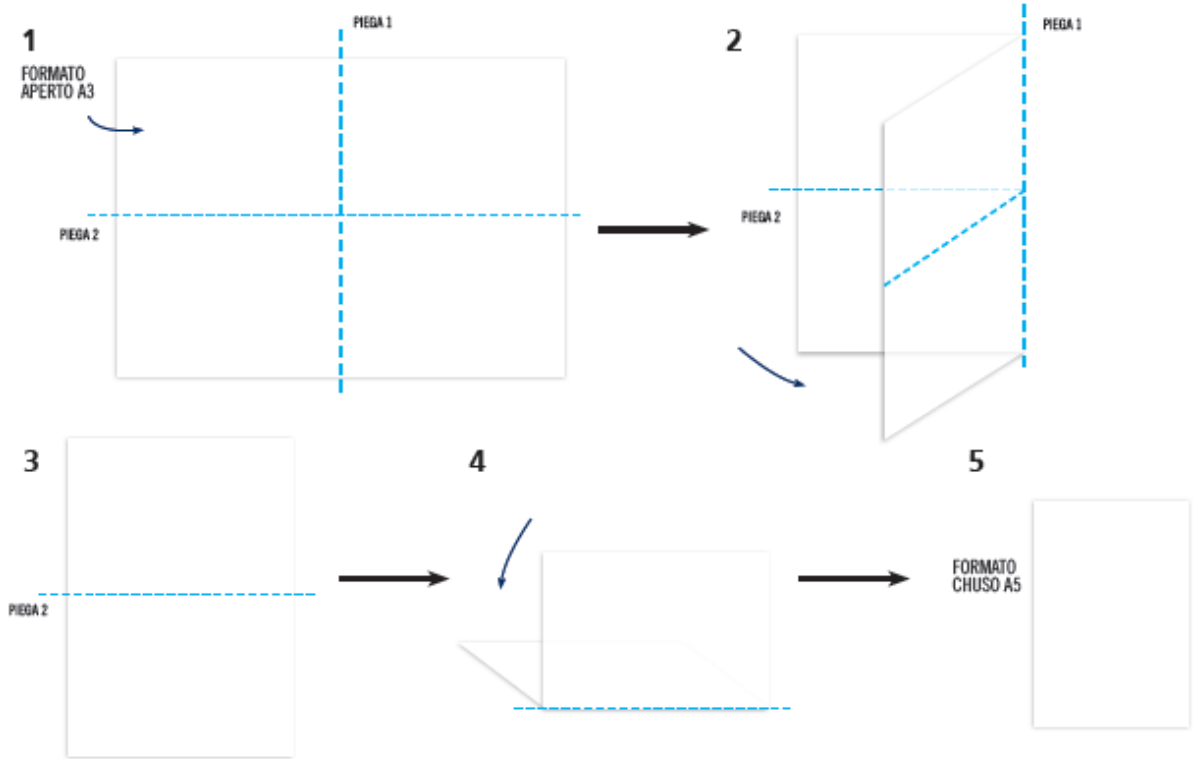 1
PIEGA 1
FORMATO
APERTO A3
PIEGA 2
2
PIEGA 1
PIEGA 2
3
PIEGA 2
4
5
FORMATO
CHUSO A5